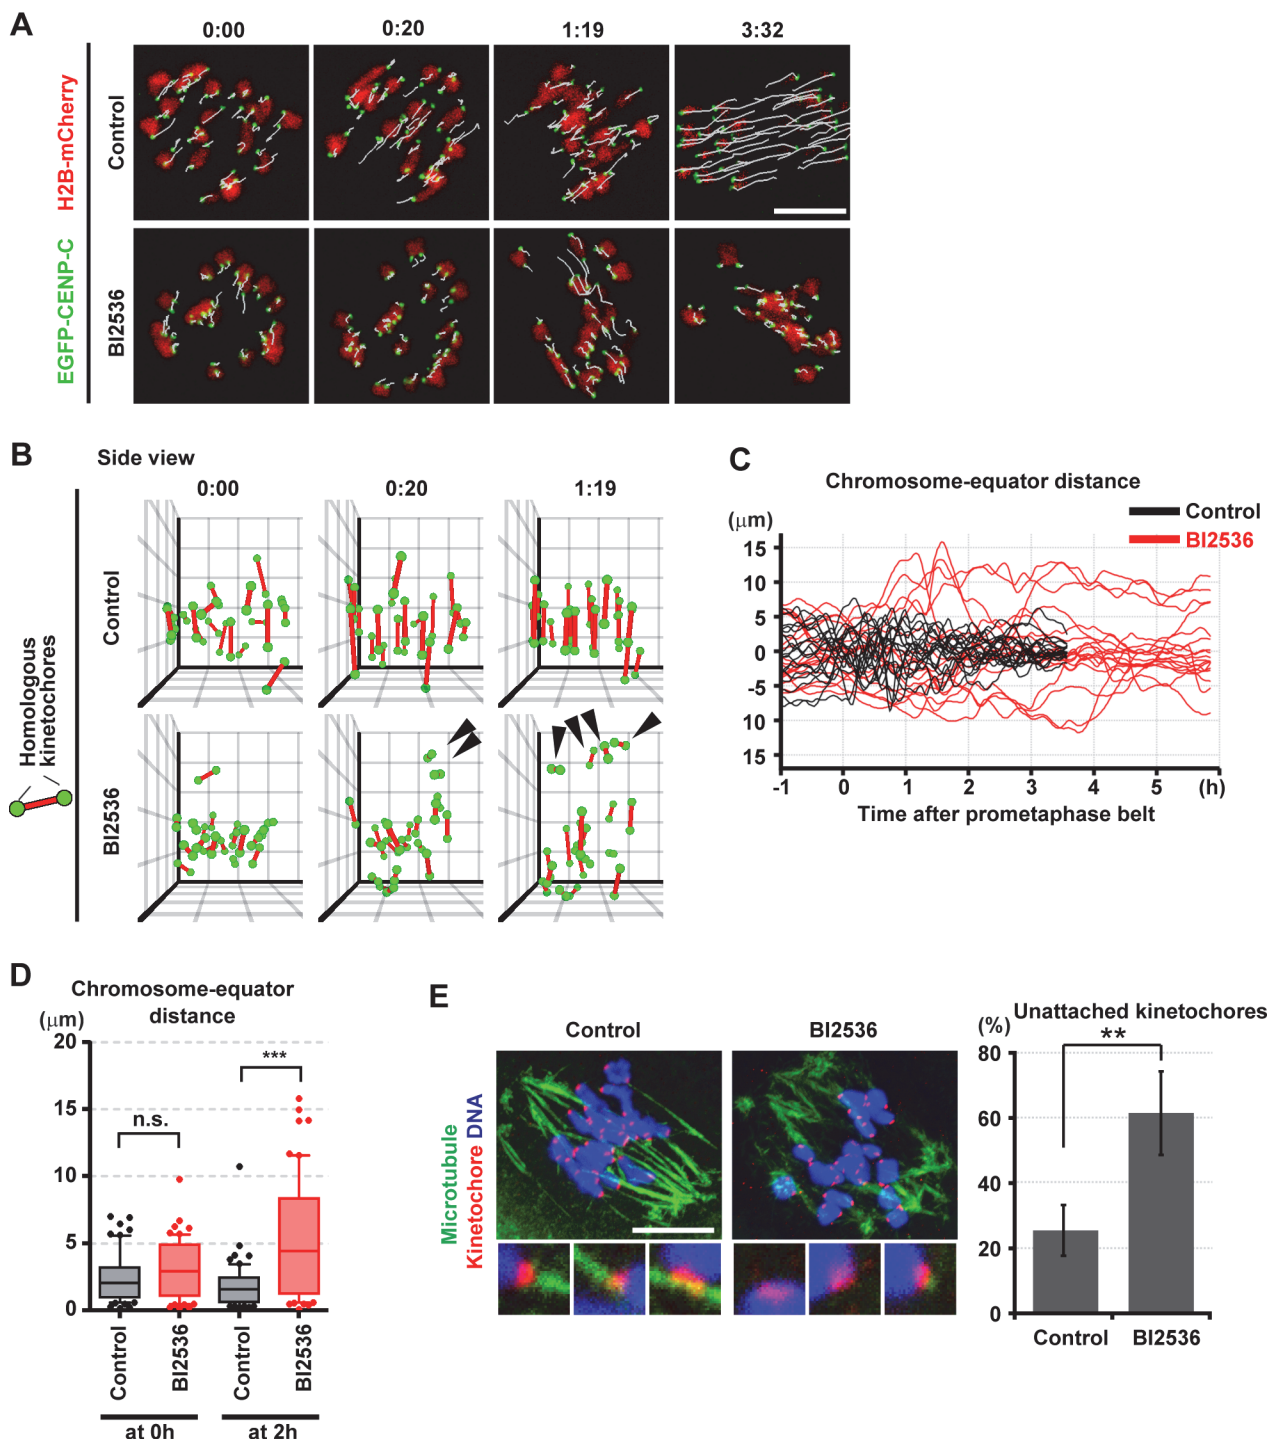 A
0:00
0:20
1:19
3:32
H2B-mCherry
EGFP-CENP-C
Control
BI2536
B
Side view
0:00
0:20
1:19
Homologous
kinetochores
Control
BI2536
C
Chromosome-equator distance
(μm)
Control
BI2536
15
10
5
0
-5
10
15
-1
0
1
2
3
4
5
(h)
Time after prometaphase belt
D
Chromosome-equator
distance
(μm)
20
15
10
5
0
n.s.
***
Control
BI2536
Control
BI2536
at 0h
at 2h
E
Control
BI2536
Microtubule
Kinetochore DNA
Unattached kinetochores
(%)
**
80
60
40
20
0
Control
BI2536